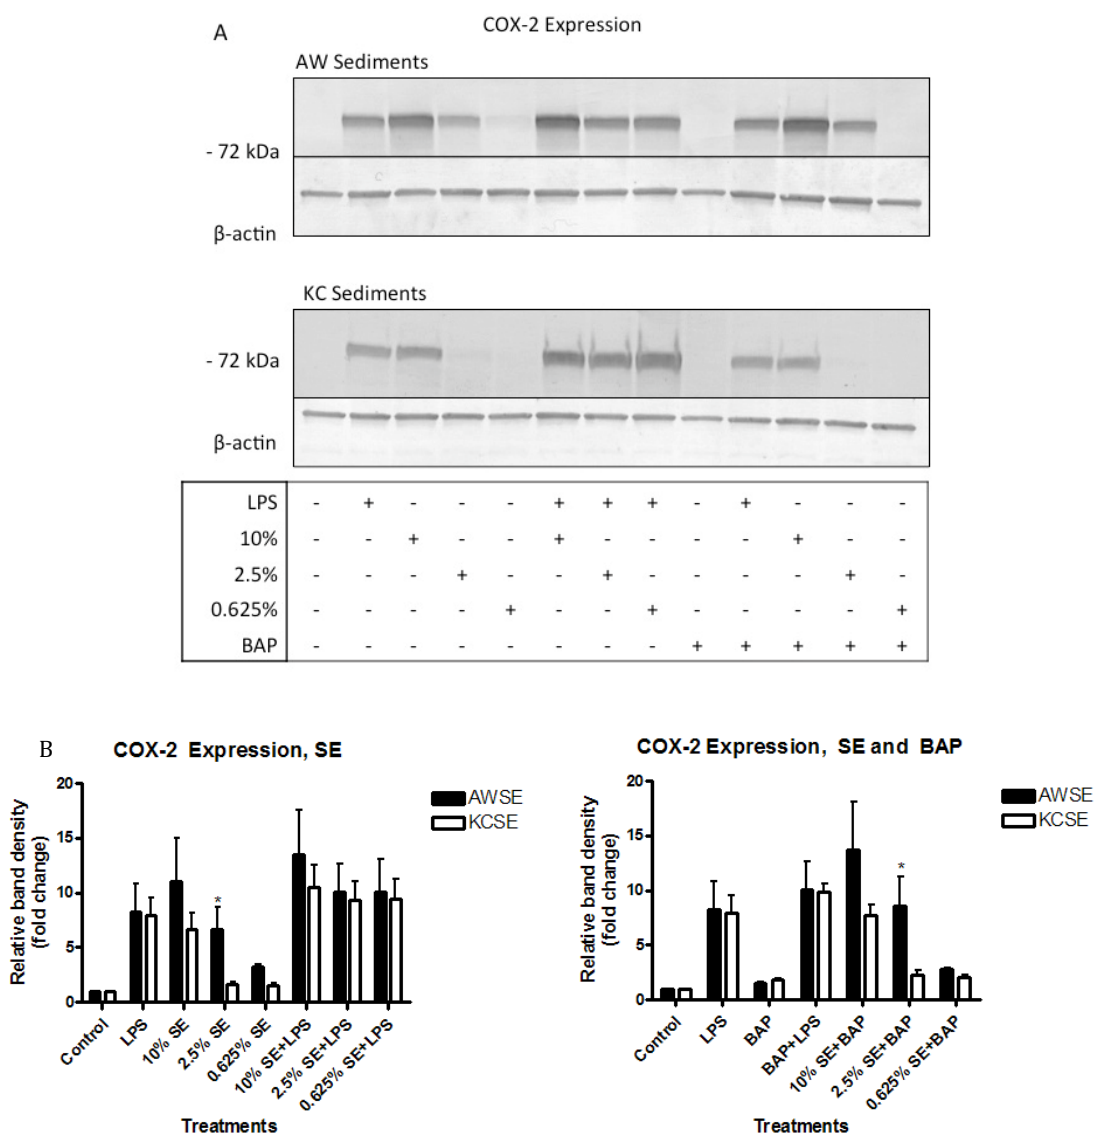 A
COX-2 Expression
AW Sediments
- 72 kDa
β-actin
KC Sediments
- 72 kDa
β-actin
LPS - + - - - + + + - + - - -
10% - - + - - + - - - - + - -
2.5% - - - + - - + - - - - + -
0.625% - - - - + - - + - - - - +
BAP - - - - - - - - + + + + +
B
COX-2 Expression, SE
Relative band density
(fold change)
20
15
10
5
0
*
AWSE
KCSE
Control
LPS
10% SE
2.5% SE
0.625% SE
10% SE+LPS
2.5% SE+LPS
0.625% SE+LPS
Treatments
COX-2 Expression, SE and BAP
Relative band density
(fold change)
20
15
10
5
0
*
AWSE
KCSE
Control
LPS
BAP
BAP+LPS
10% SE+BAP
2.5% SE+BAP
0.625% SE+BAP
Treatments